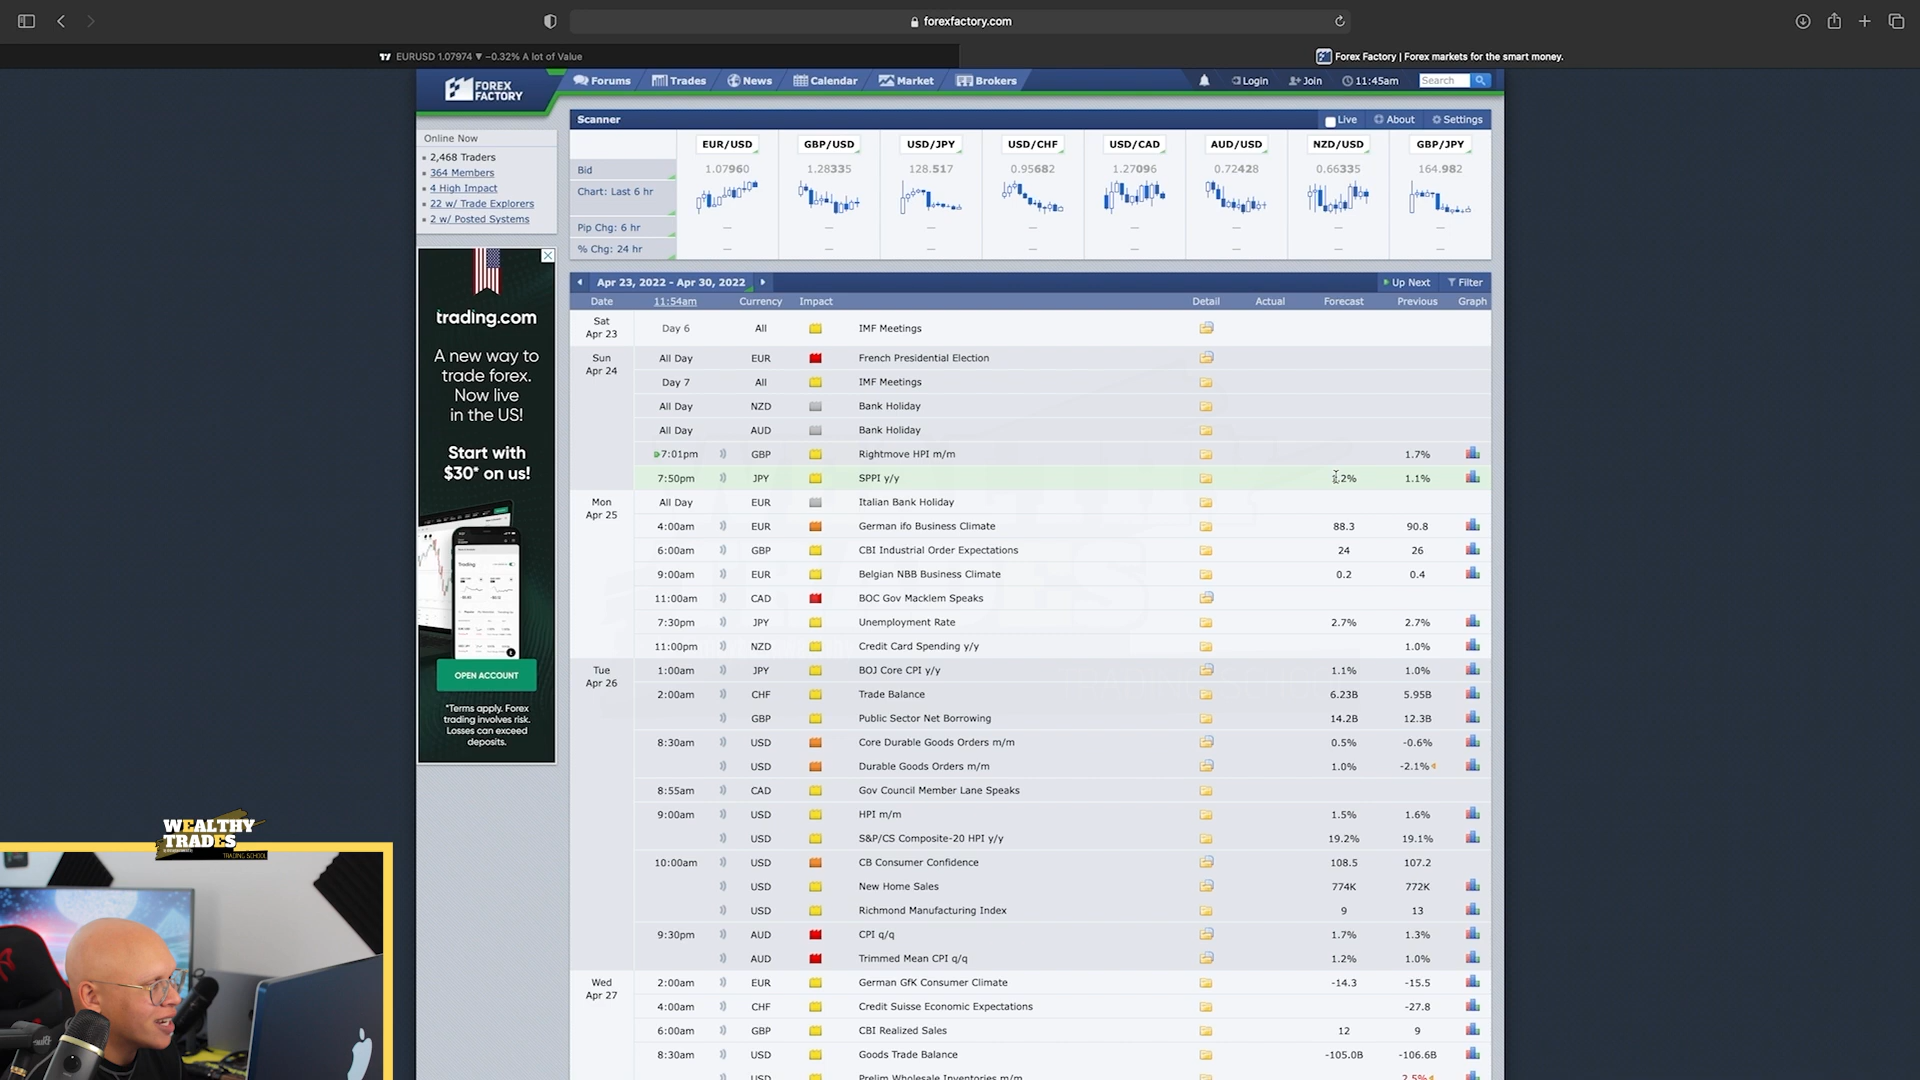 forexfactory.com
EURUSD 1.07974 ▼ −0.32% A lot of Value
Forex Factory | Forex markets for the smart money.
FOREX FACTORY
Forums Trades News Calendar Market Brokers
Login Join 11:45am Search
Online Now
2,468 Traders
364 Members
4 High Impact
22 w/ Trade Explorers
2 w/ Posted Systems
trading.com
A new way to
trade forex.
Now live
in the US!
Start with
$30* on us!
OPEN ACCOUNT
*Terms apply. Forex
trading involves risk.
Losses can exceed
deposits.
Scanner Live About Settings
EUR/USD GBP/USD USD/JPY USD/CHF USD/CAD AUD/USD NZD/USD GBP/JPY
Bid 1.07960 1.28335 128.517 0.95682 1.27096 0.72428 0.66335 164.982
Chart: Last 6 hr
Pip Chg: 6 hr — — — — — — — —
% Chg: 24 hr — — — — — — — —
Apr 23, 2022 - Apr 30, 2022 Up Next Filter
Date 11:54am Currency Impact Detail Actual Forecast Previous Graph
Sat Apr 23 Day 6 All IMF Meetings
Sun Apr 24 All Day EUR French Presidential Election
Day 7 All IMF Meetings
All Day NZD Bank Holiday
All Day AUD Bank Holiday
7:01pm GBP Rightmove HPI m/m 1.7%
7:50pm JPY SPPI y/y .2% 1.1%
Mon Apr 25 All Day EUR Italian Bank Holiday
4:00am EUR German ifo Business Climate 88.3 90.8
6:00am GBP CBI Industrial Order Expectations 24 26
9:00am EUR Belgian NBB Business Climate 0.2 0.4
11:00am CAD BOC Gov Macklem Speaks
7:30pm JPY Unemployment Rate 2.7% 2.7%
11:00pm NZD Credit Card Spending y/y 1.0%
Tue Apr 26 1:00am JPY BOJ Core CPI y/y 1.1% 1.0%
2:00am CHF Trade Balance 6.23B 5.95B
GBP Public Sector Net Borrowing 14.2B 12.3B
8:30am USD Core Durable Goods Orders m/m 0.5% -0.6%
USD Durable Goods Orders m/m 1.0% -2.1%
8:55am CAD Gov Council Member Lane Speaks
9:00am USD HPI m/m 1.5% 1.6%
USD S&P/CS Composite-20 HPI y/y 19.2% 19.1%
10:00am USD CB Consumer Confidence 108.5 107.2
USD New Home Sales 774K 772K
USD Richmond Manufacturing Index 9 13
9:30pm AUD CPI q/q 1.7% 1.3%
AUD Trimmed Mean CPI q/q 1.2% 1.0%
Wed Apr 27 2:00am EUR German GfK Consumer Climate -14.3 -15.5
4:00am CHF Credit Suisse Economic Expectations -27.8
6:00am GBP CBI Realized Sales 12 9
8:30am USD Goods Trade Balance -105.0B -106.6B
USD Prelim Wholesale Inventories m/m 2.5%
WEALTHY
TRADES
TRADING SCHOOL